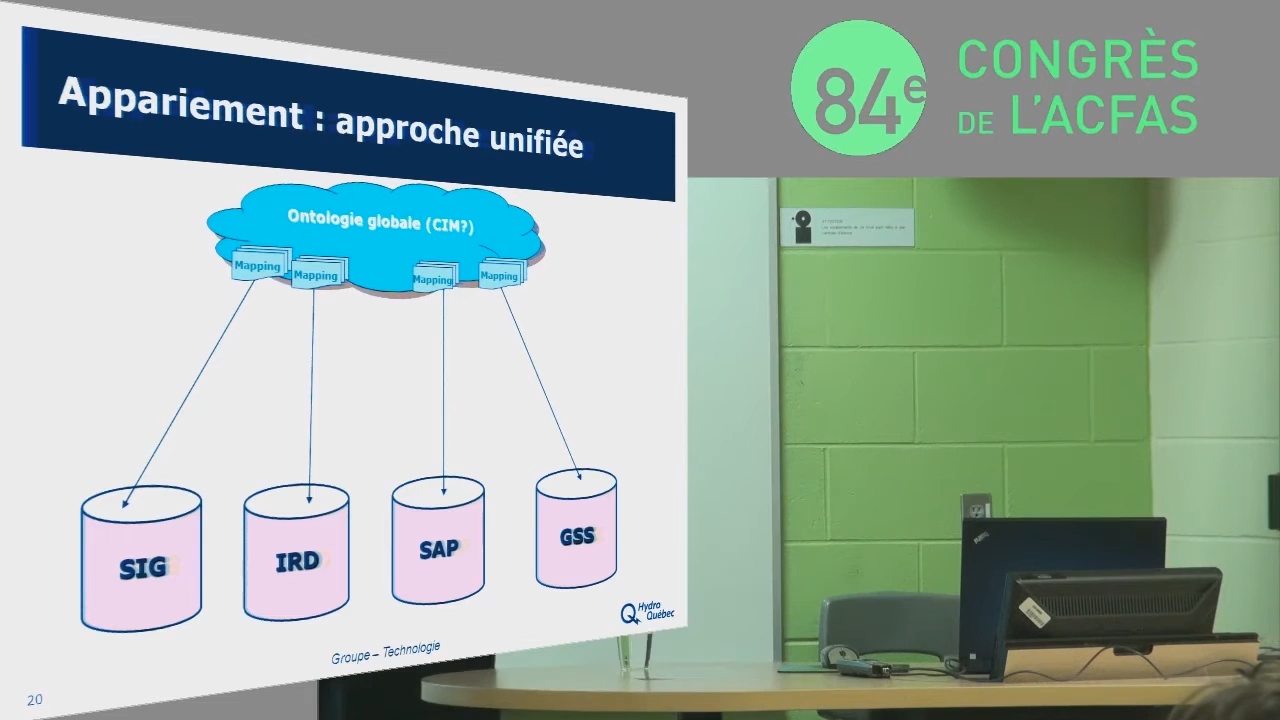 Appariement : approche unifiée
Ontologie globale (CIM?)
Mapping
Mapping
Mapping
Mapping
SIG
IRD
SAP
GSS
Hydro
Québec
Groupe – Technologie
20
84e
CONGRÈS
DE L'ACFAS